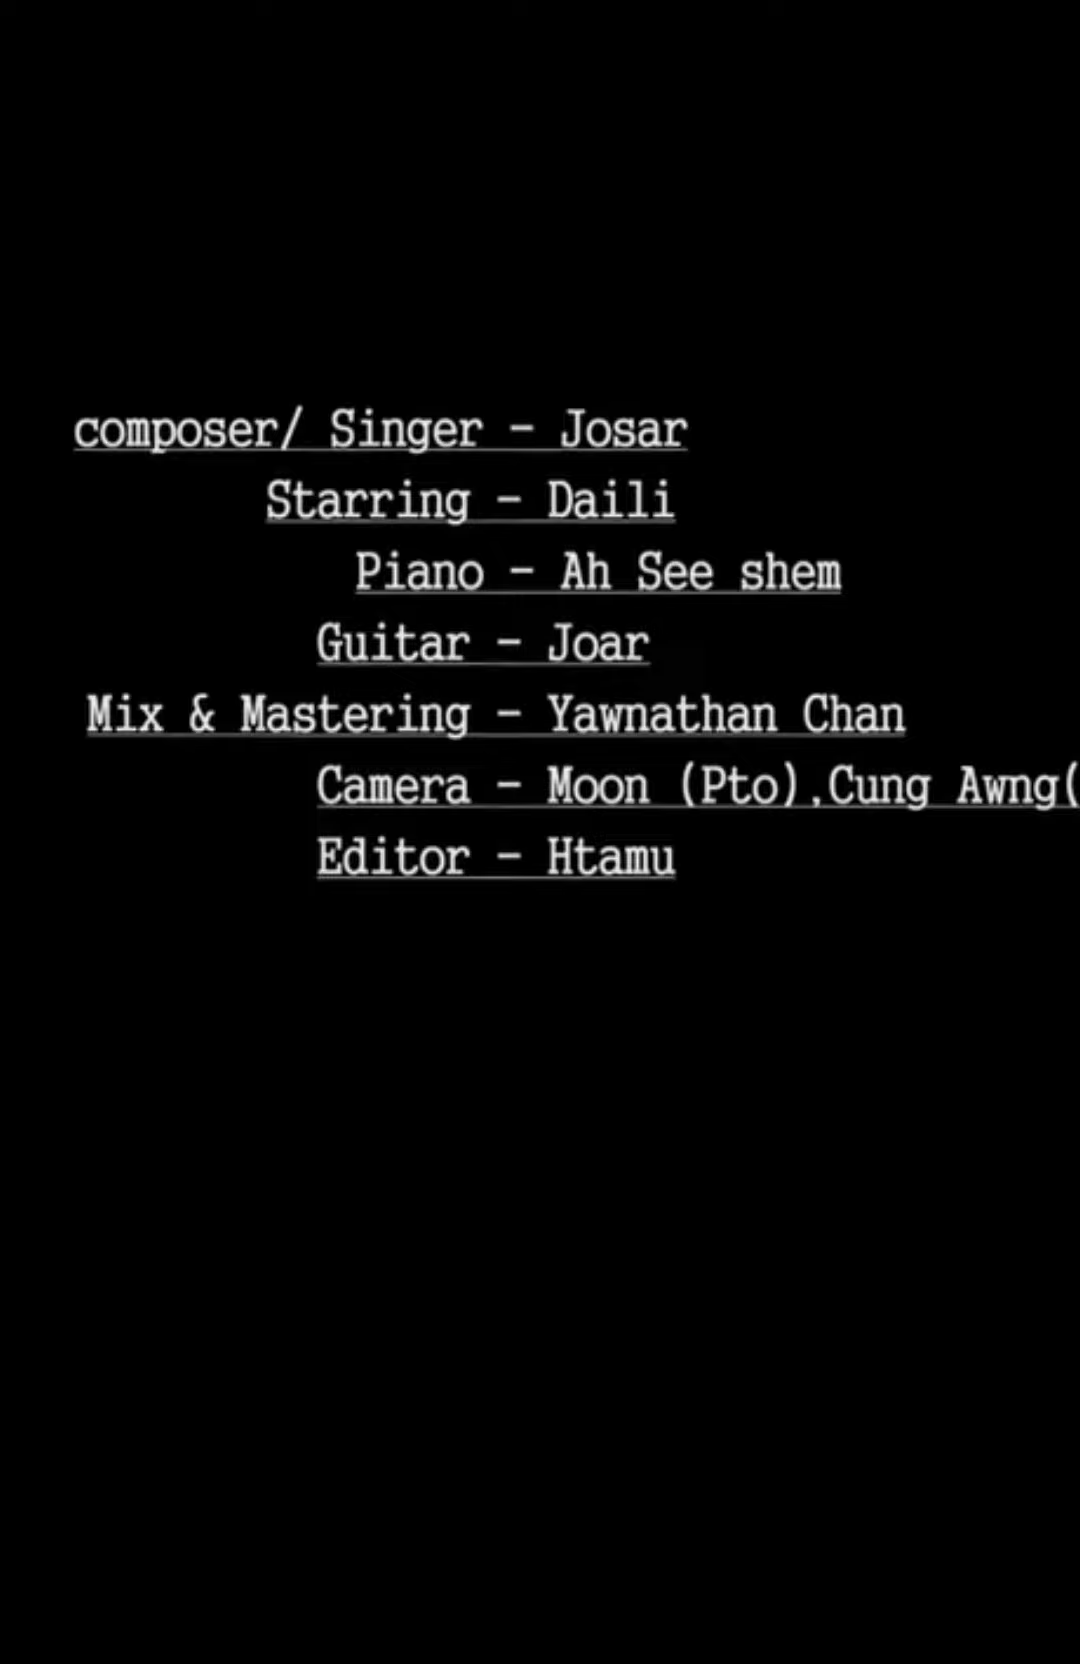 composer/ Singer - Josar
Starring - Daili
Piano - Ah See shem
Guitar - Joar
Mix & Mastering - Yawnathan Chan
Camera - Moon (Pto),Cung Awng(
Editor - Htamu